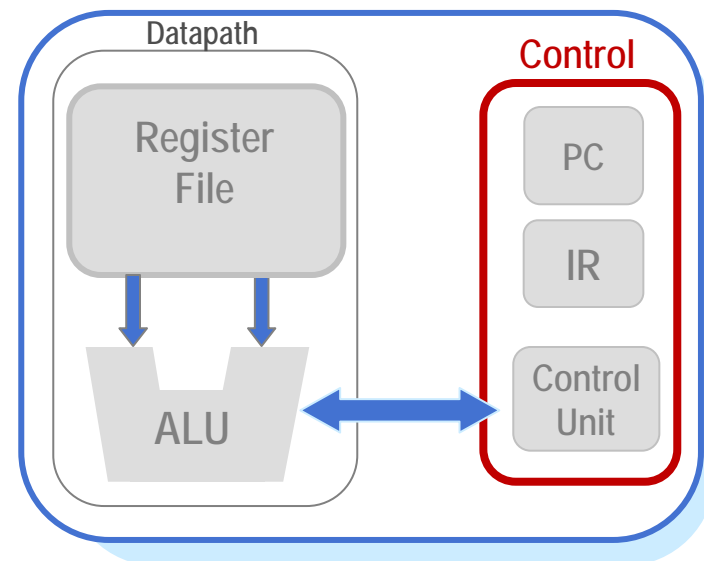 Datapath
Control
Register
File
PC
IR
ALU
Control
Unit